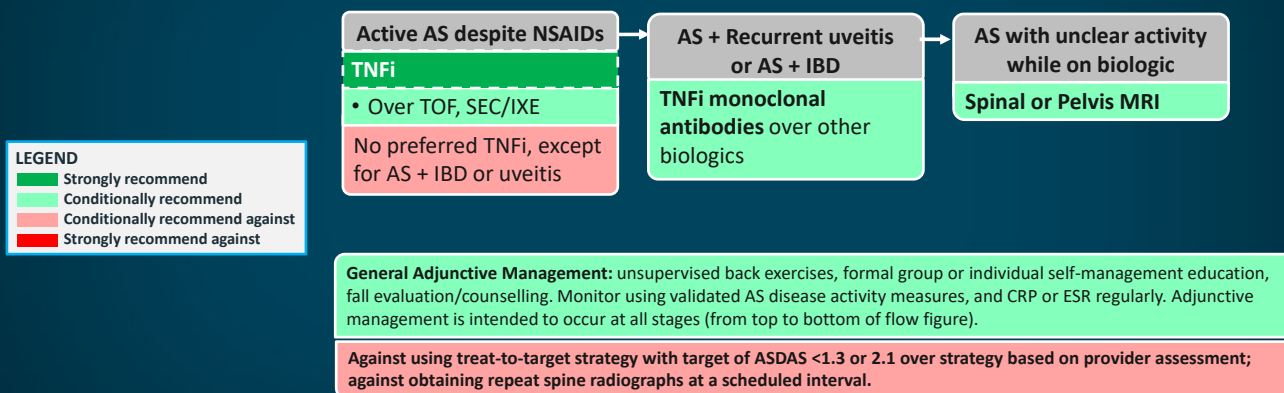 Active AS despite NSAIDs
TNFi
• Over TOF, SEC/IXE
No preferred TNFi, except
for AS + IBD or uveitis
AS + Recurrent uveitis
or AS + IBD
TNFi monoclonal
antibodies over other
biologics
AS with unclear activity
while on biologic
Spinal or Pelvis MRI
LEGEND
Strongly recommend
Conditionally recommend
Conditionally recommend against
Strongly recommend against
General Adjunctive Management: unsupervised back exercises, formal group or individual self-management education,
fall evaluation/counselling. Monitor using validated AS disease activity measures, and CRP or ESR regularly. Adjunctive
management is intended to occur at all stages (from top to bottom of flow figure).
Against using treat-to-target strategy with target of ASDAS <1.3 or 2.1 over strategy based on provider assessment;
against obtaining repeat spine radiographs at a scheduled interval.